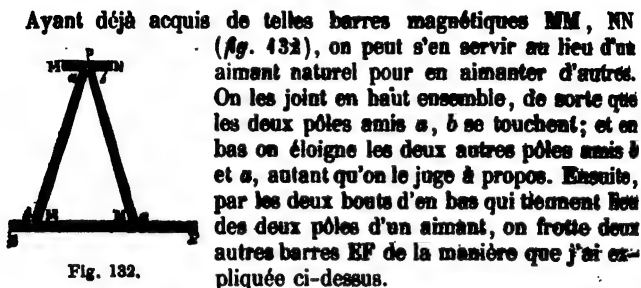 Ayant déjà acquis de telles barres magnétiques MM, NN
(fig. 132), on peut s'en servir au lieu d'un
aimant naturel pour en aimanter d'autres.
On les joint en haut ensemble, de sorte que
les deux pôles amis a, b se touchent; et en
bas on éloigne les deux autres pôles amis b
et a, autant qu'on le juge à propos. Ensuite,
par les deux bouts d'en bas qui tiennent lieu
des deux pôles d'un aimant, on frotte deux
autres barres EF de la manière que j'ai ex-
pliquée ci-dessus.
P
M N
Fig. 132.